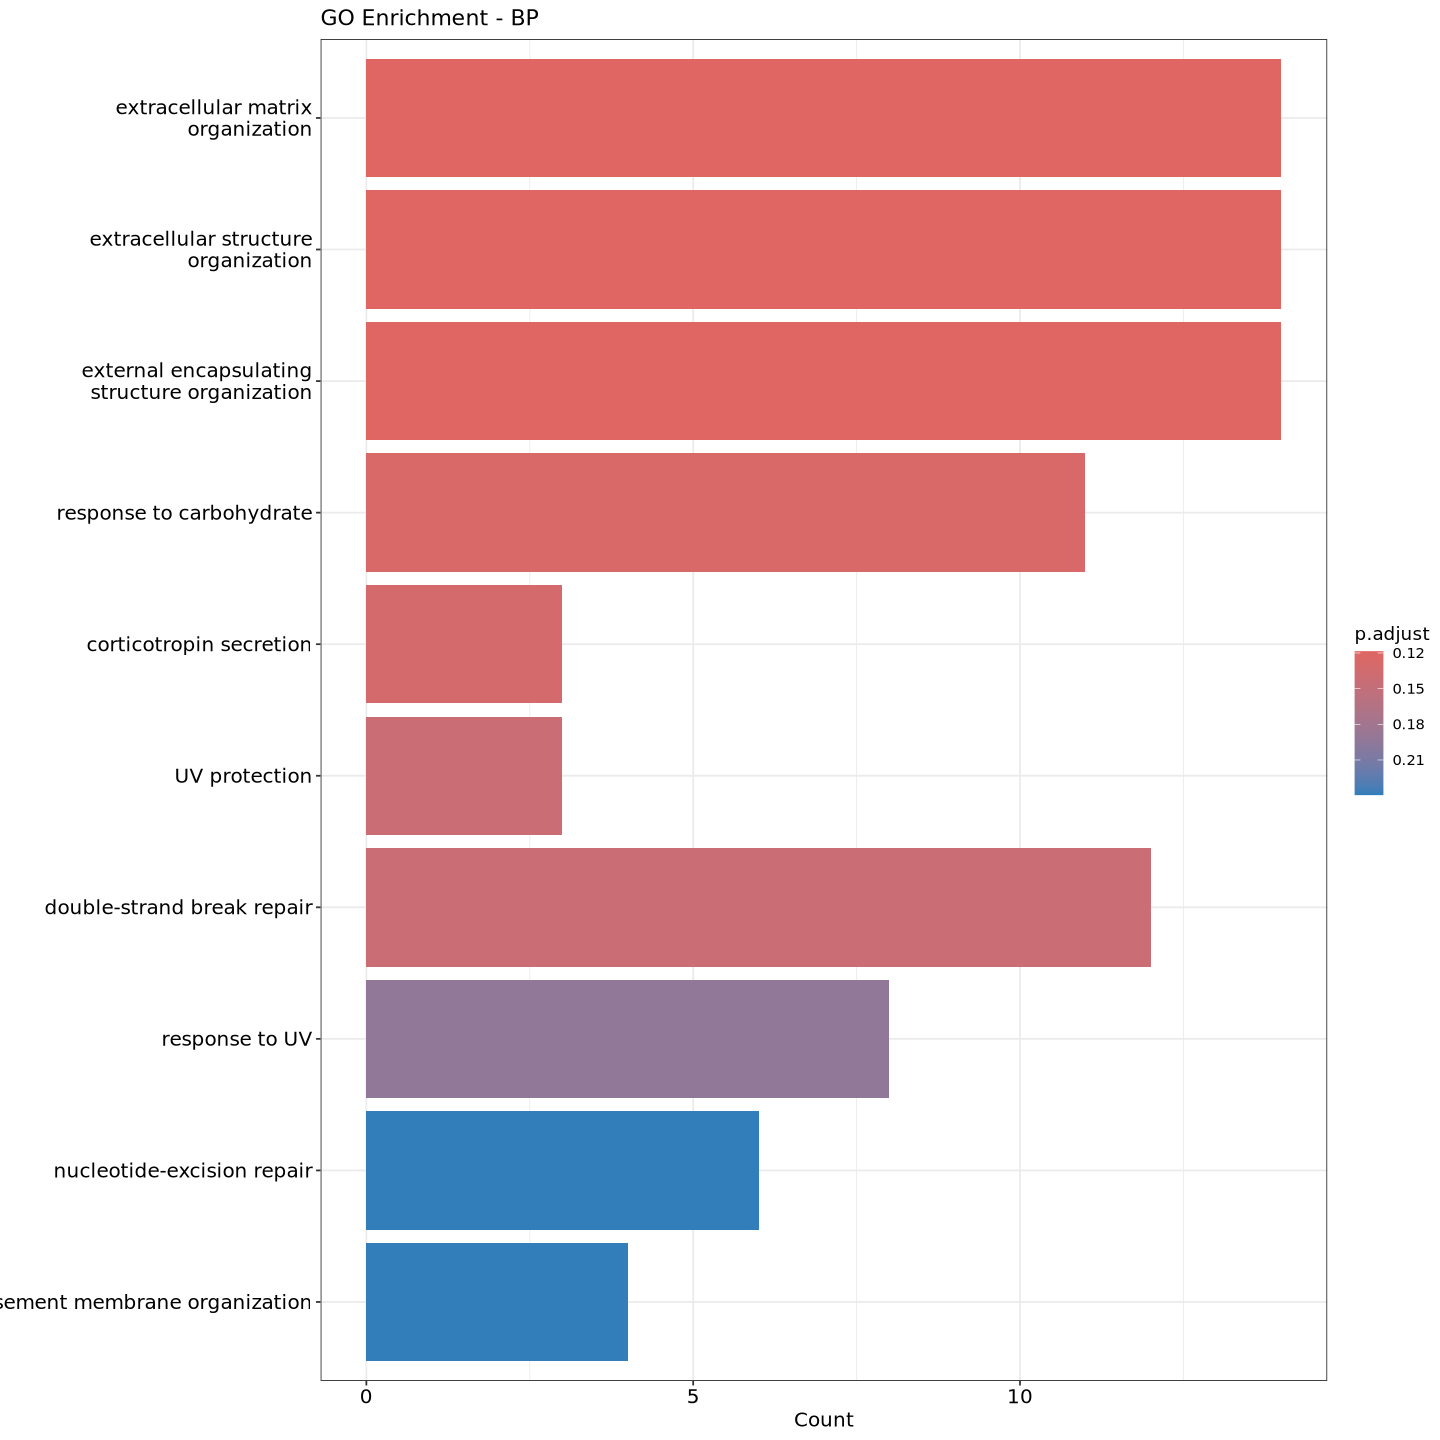 GO Enrichment - BP
extracellular matrix
organization
extracellular structure
organization
external encapsulating
structure organization
response to carbohydrate
corticotropin secretion
UV protection
double-strand break repair
response to UV
nucleotide-excision repair
sement membrane organization
0 5 10
Count
p.adjust
0.12
0.15
0.18
0.21